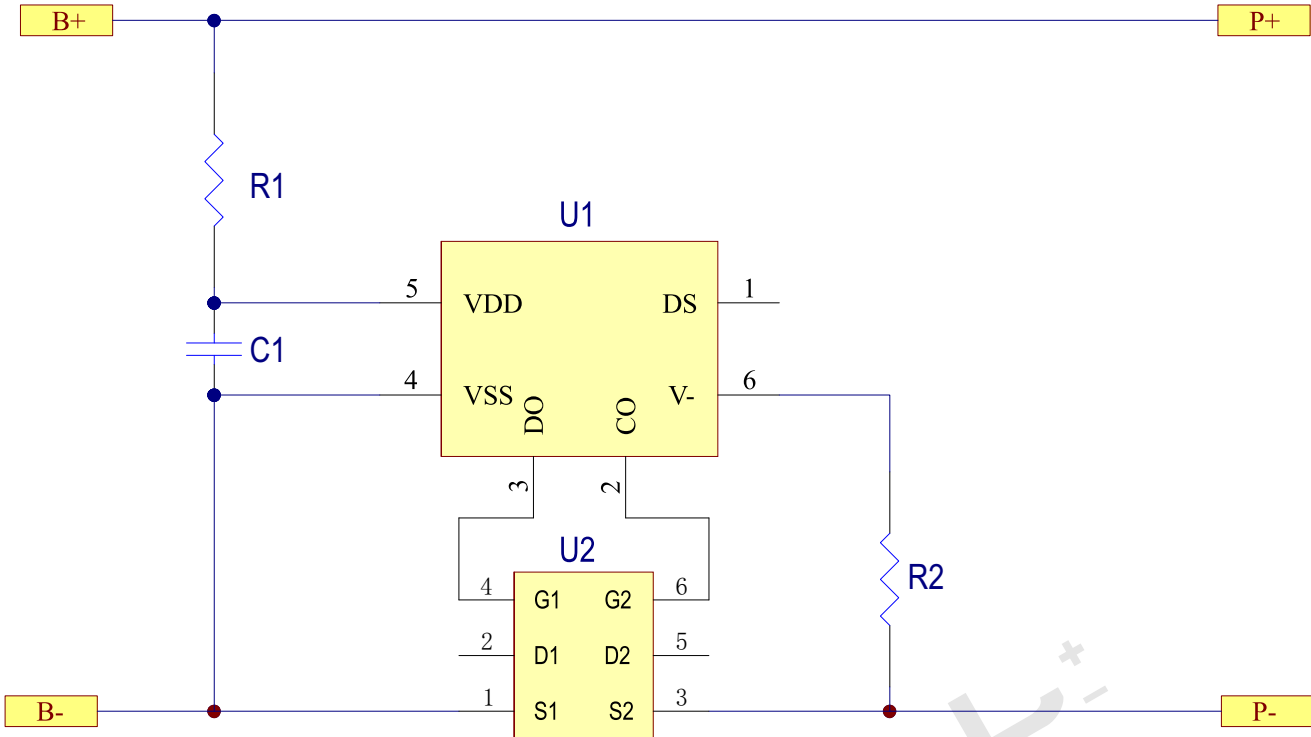 B+
P+
R1
U1
5
VDD
DS
1
C1
4
VSS
DO
CO
V-
6
3
2
U2
R2
4
G1
G2
6
2
D1
D2
5
1
S1
S2
3
B-
P-